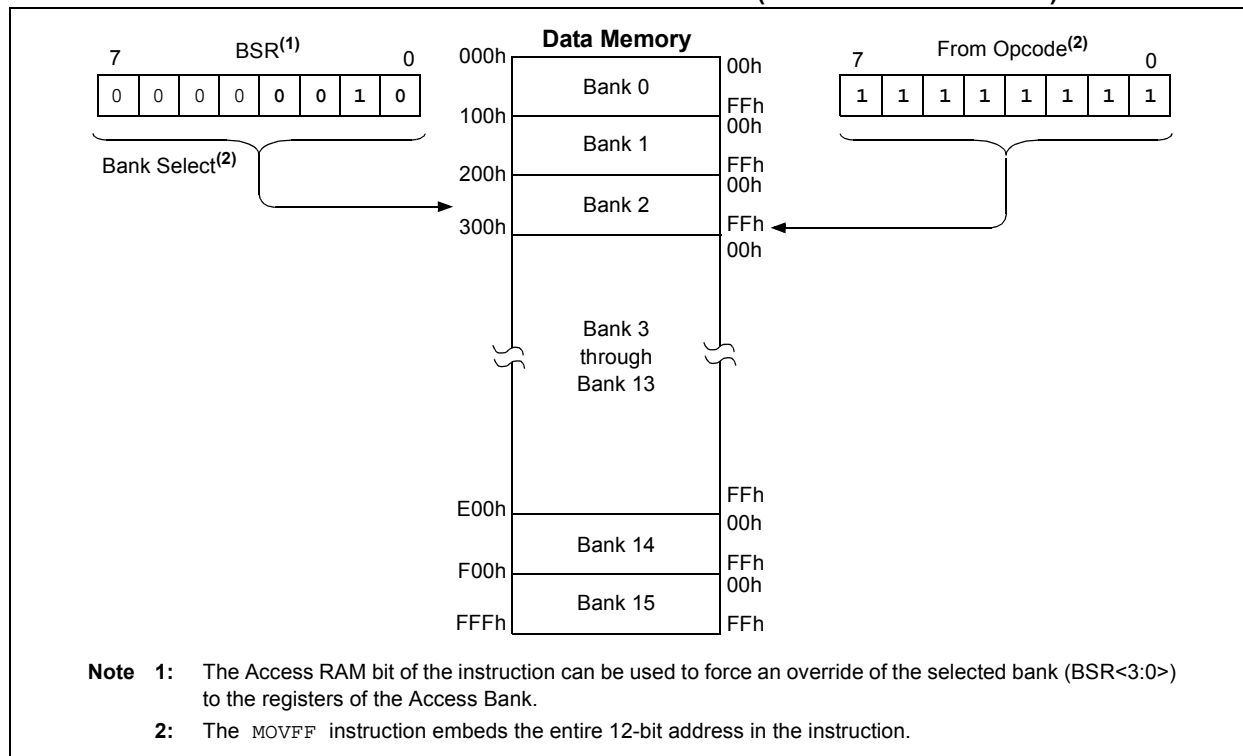 7 BSR(1) 0
0 0 0 0 0 0 1 0
Bank Select(2)
Data Memory
000h
Bank 0
00h
FFh
100h
Bank 1
00h
FFh
200h
Bank 2
00h
FFh
300h
00h
Bank 3
through
Bank 13
FFh
E00h
Bank 14
00h
FFh
F00h
Bank 15
00h
FFFh
FFh
7 From Opcode(2) 0
1 1 1 1 1 1 1 1
Note 1: The Access RAM bit of the instruction can be used to force an override of the selected bank (BSR<3:0>)
to the registers of the Access Bank.
2: The MOVFF instruction embeds the entire 12-bit address in the instruction.